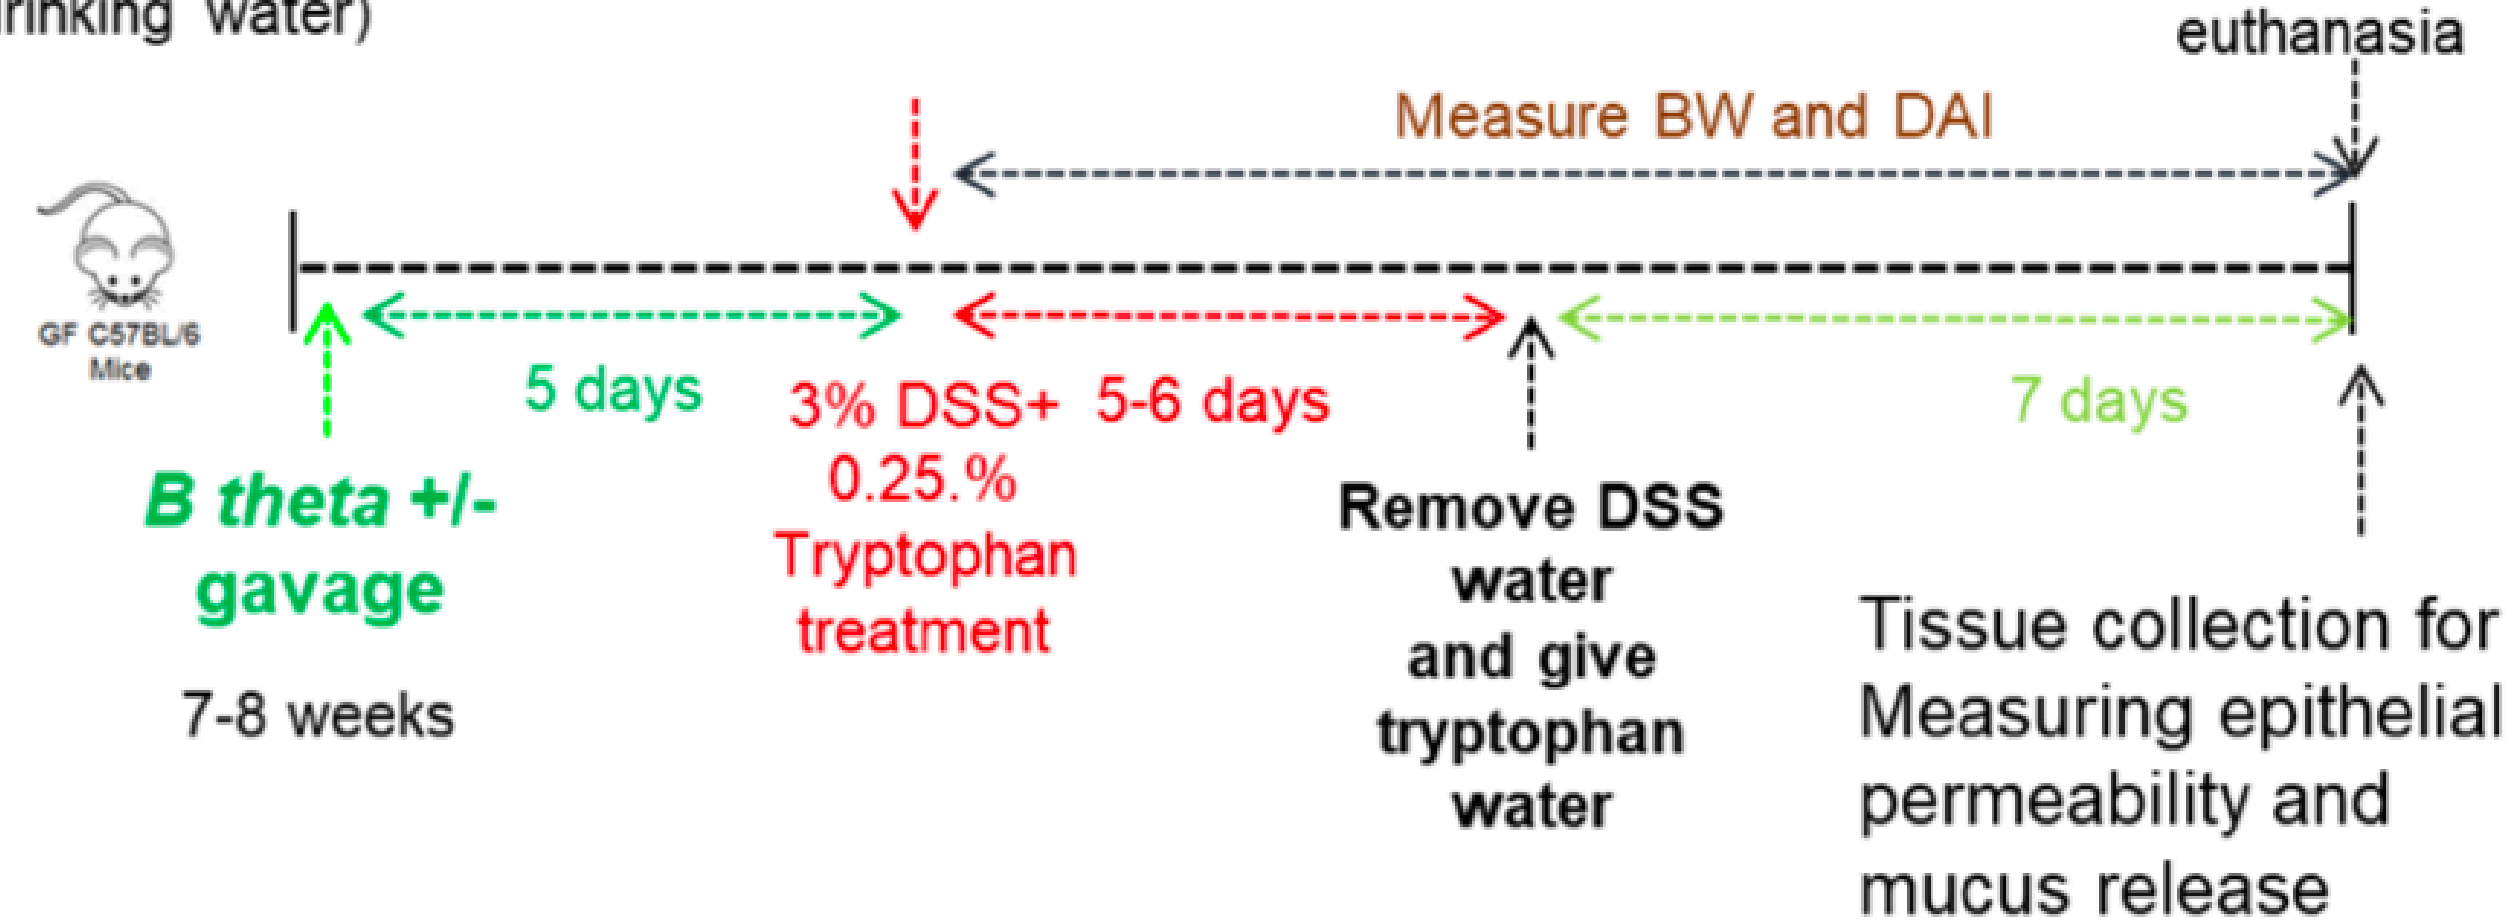 water)
euthanasia
Measure BW and DAI
GF C57BL/6
Mice
5 days
3% DSS+ 5-6 days
0.25.%
Tryptophan
treatment
B theta +/-
gavage
7-8 weeks
Remove DSS
water
and give
tryptophan
water
7 days
Tissue collection for
Measuring epithelial
permeability and
mucus release